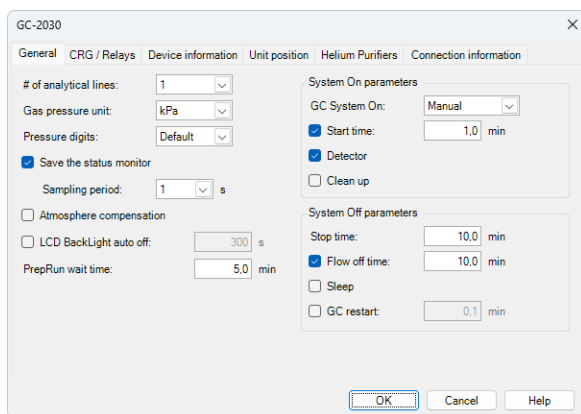 GC-2030
General CRG / Relays Device information Unit position Helium Purifiers Connection information
# of analytical lines: 1
Gas pressure unit: kPa
Pressure digits: Default
Save the status monitor
Sampling period: 1 s
Atmosphere compensation
LCD BackLight auto off: 300 s
PrepRun wait time: 5,0 min
System On parameters
GC System On: Manual
Start time: 1,0 min
Detector
Clean up
System Off parameters
Stop time: 10,0 min
Flow off time: 10,0 min
Sleep
GC restart: 0,1 min
OK Cancel Help